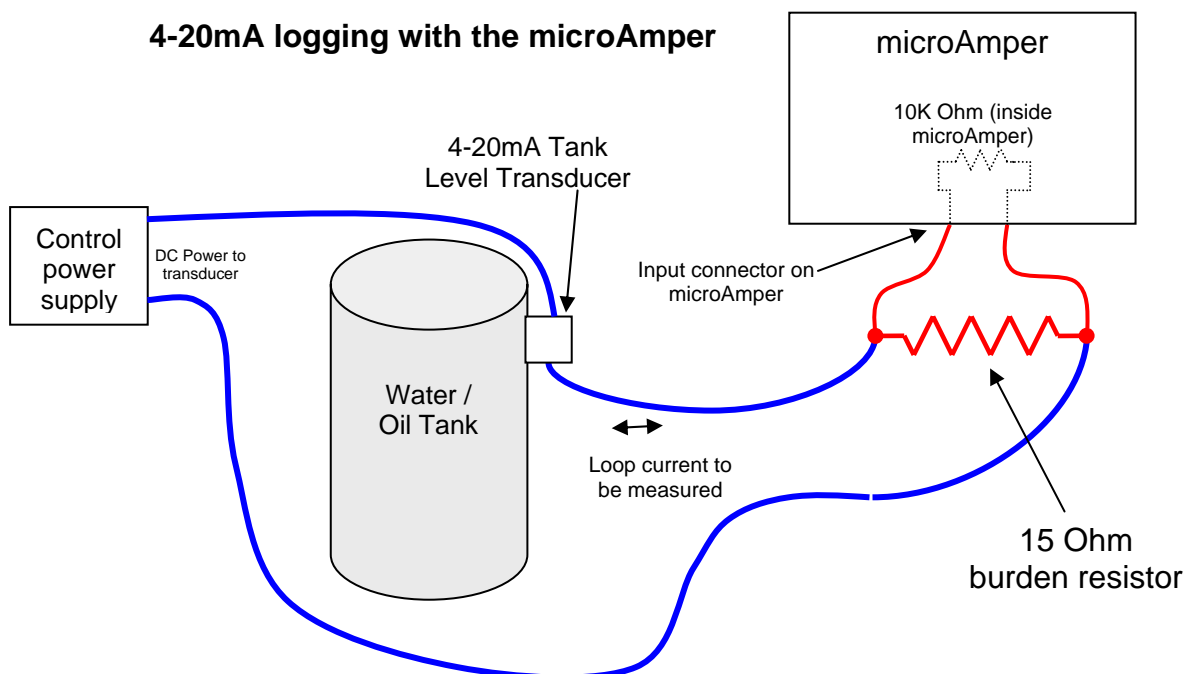 4-20mA logging with the microAmper
microAmper
10K Ohm (inside
microAmper)
4-20mA Tank
Level Transducer
Control
power
supply
DC Power to
transducer
Input connector on
microAmper
Water /
Oil Tank
Loop current to
be measured
15 Ohm
burden resistor